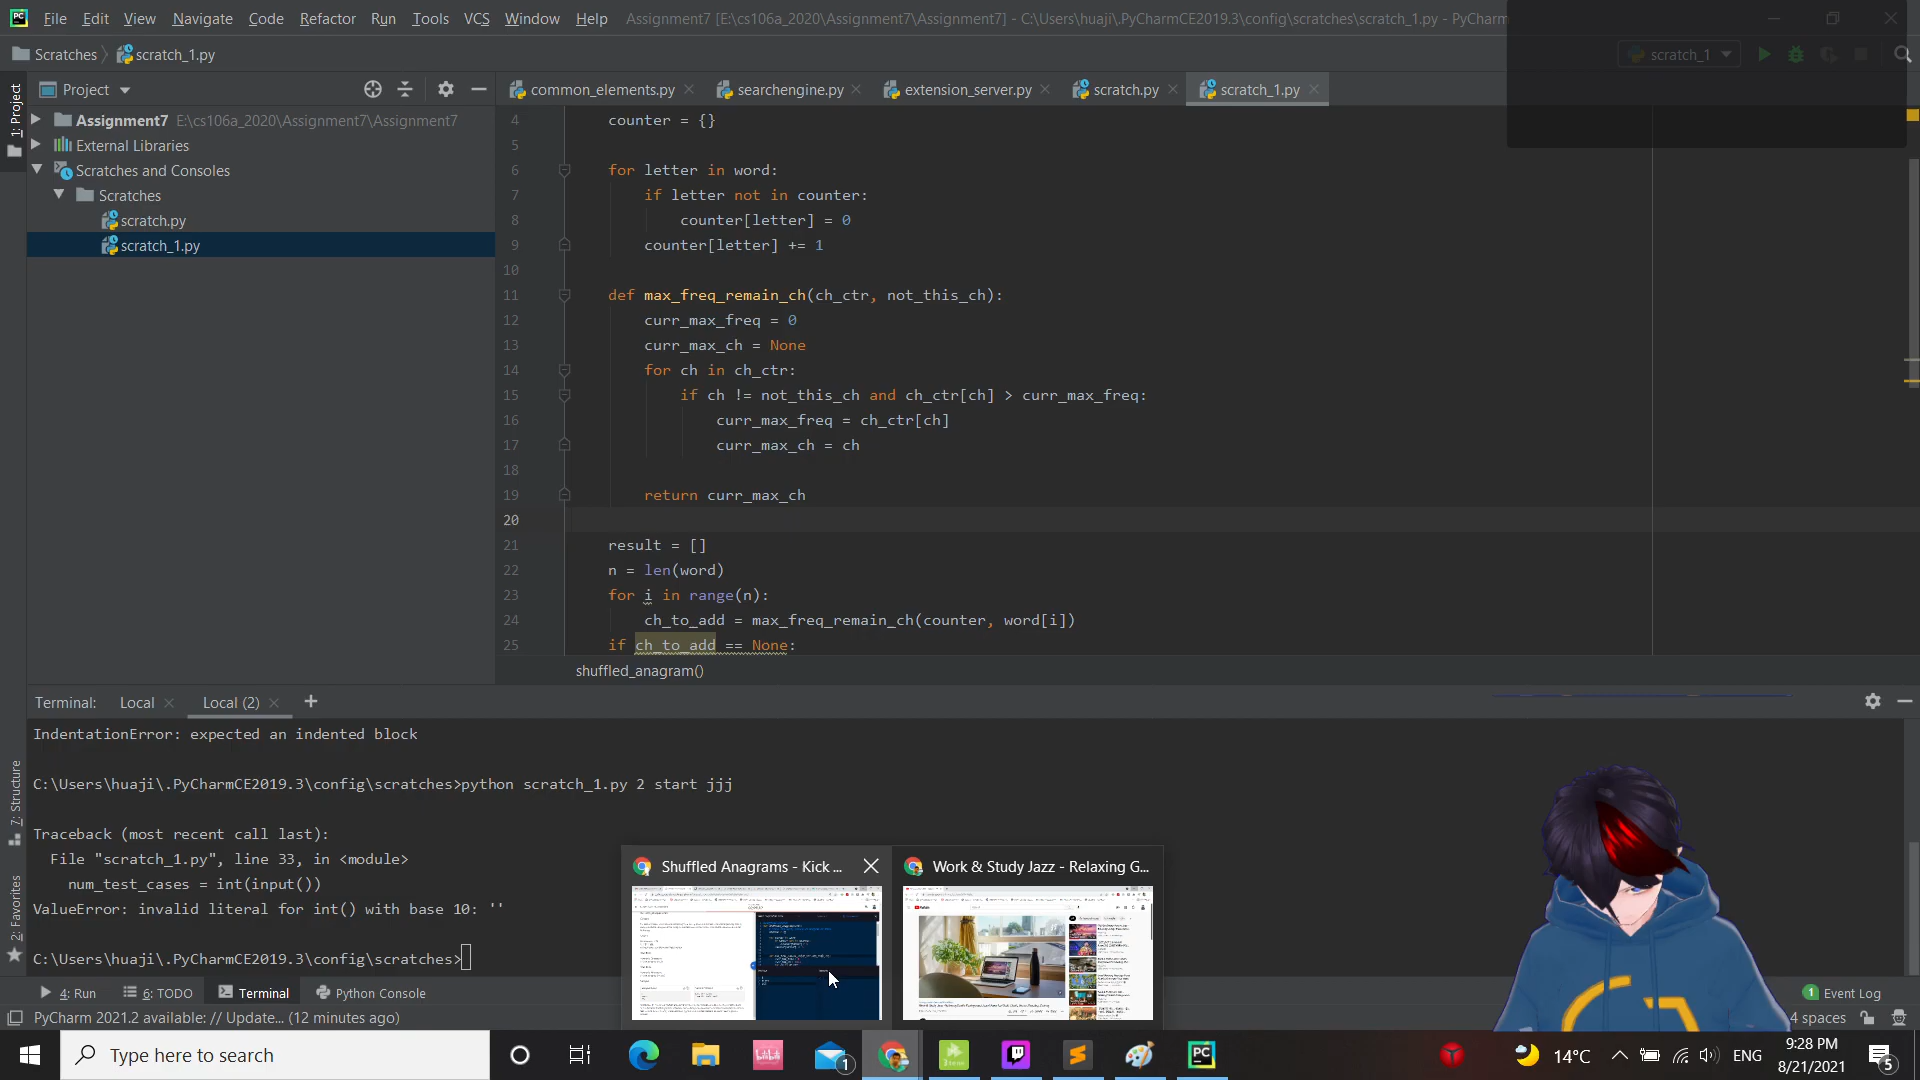 File Edit View Navigate Code Refactor Run Tools VCS Window Help Assignment7 [E:\cs106a_2020\Assignment7\Assignment7] - C:\Users\huaji\.PyCharmCE2019.3\config\scratches\scratch_1.py - PyCharm
Scratches scratch_1.py
scratch_1
1: Project
Project
common_elements.py searchengine.py extension_server.py scratch.py scratch_1.py
Assignment7 E:\cs106a_2020\Assignment7\Assignment7
External Libraries
Scratches and Consoles
Scratches
scratch.py
scratch_1.py
4 counter = {}
5
6 for letter in word:
7 if letter not in counter:
8 counter[letter] = 0
9 counter[letter] += 1
10
11 def max_freq_remain_ch(ch_ctr, not_this_ch):
12 curr_max_freq = 0
13 curr_max_ch = None
14 for ch in ch_ctr:
15 if ch != not_this_ch and ch_ctr[ch] > curr_max_freq:
16 curr_max_freq = ch_ctr[ch]
17 curr_max_ch = ch
18
19 return curr_max_ch
20
21 result = []
22 n = len(word)
23 for i in range(n):
24 ch_to_add = max_freq_remain_ch(counter, word[i])
25 if ch_to_add == None:
shuffled_anagram()
Terminal: Local Local (2) +
IndentationError: expected an indented block
C:\Users\huaji\.PyCharmCE2019.3\config\scratches>python scratch_1.py 2 start jjj
Traceback (most recent call last):
File "scratch_1.py", line 33, in <module>
num_test_cases = int(input())
ValueError: invalid literal for int() with base 10: ''
C:\Users\huaji\.PyCharmCE2019.3\config\scratches>
7: Structure
2: Favorites
Shuffled Anagrams - Kick ...
Work & Study Jazz - Relaxing G...
4: Run 6: TODO Terminal Python Console
1 Event Log
PyCharm 2021.2 available: // Update... (12 minutes ago)
4 spaces
Type here to search
1
PC
14°C
ENG
9:28 PM
8/21/2021
5